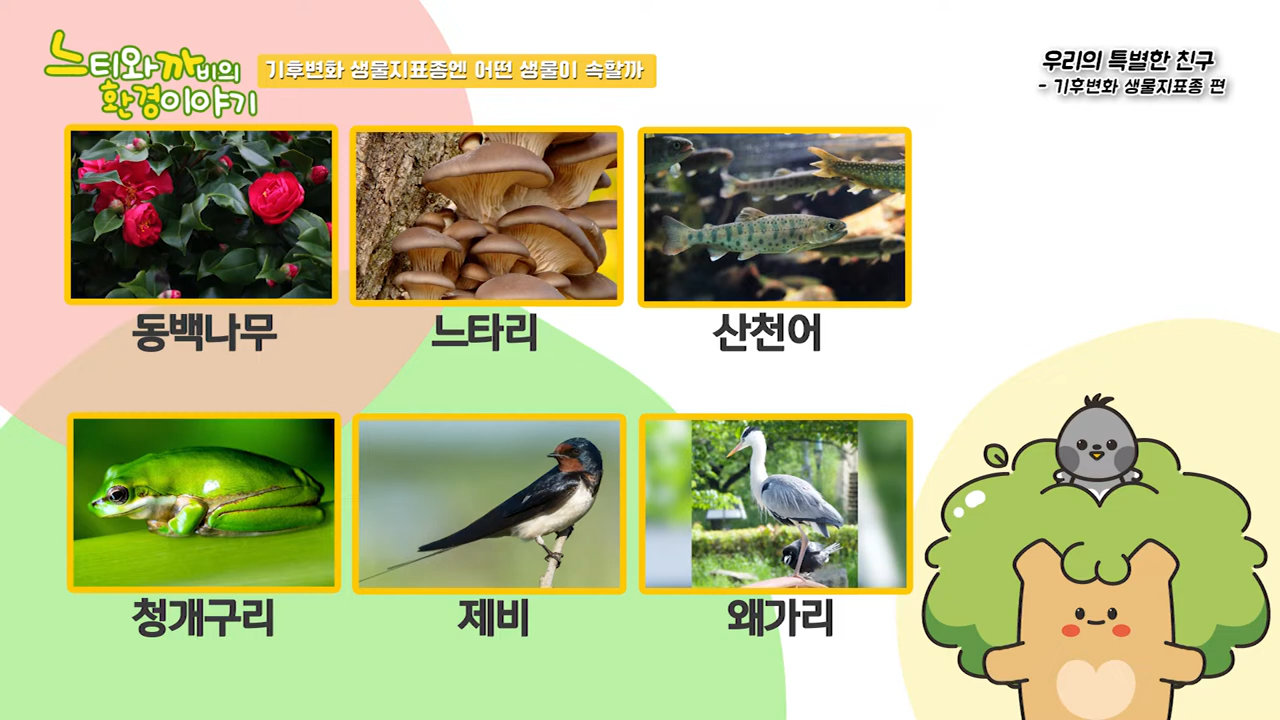 느티와까비의
환경이야기
기후변화 생물지표종엔 어떤 생물이 속할까
우리의 특별한 친구
- 기후변화 생물지표종 편
동백나무
느타리
산천어
청개구리
제비
왜가리